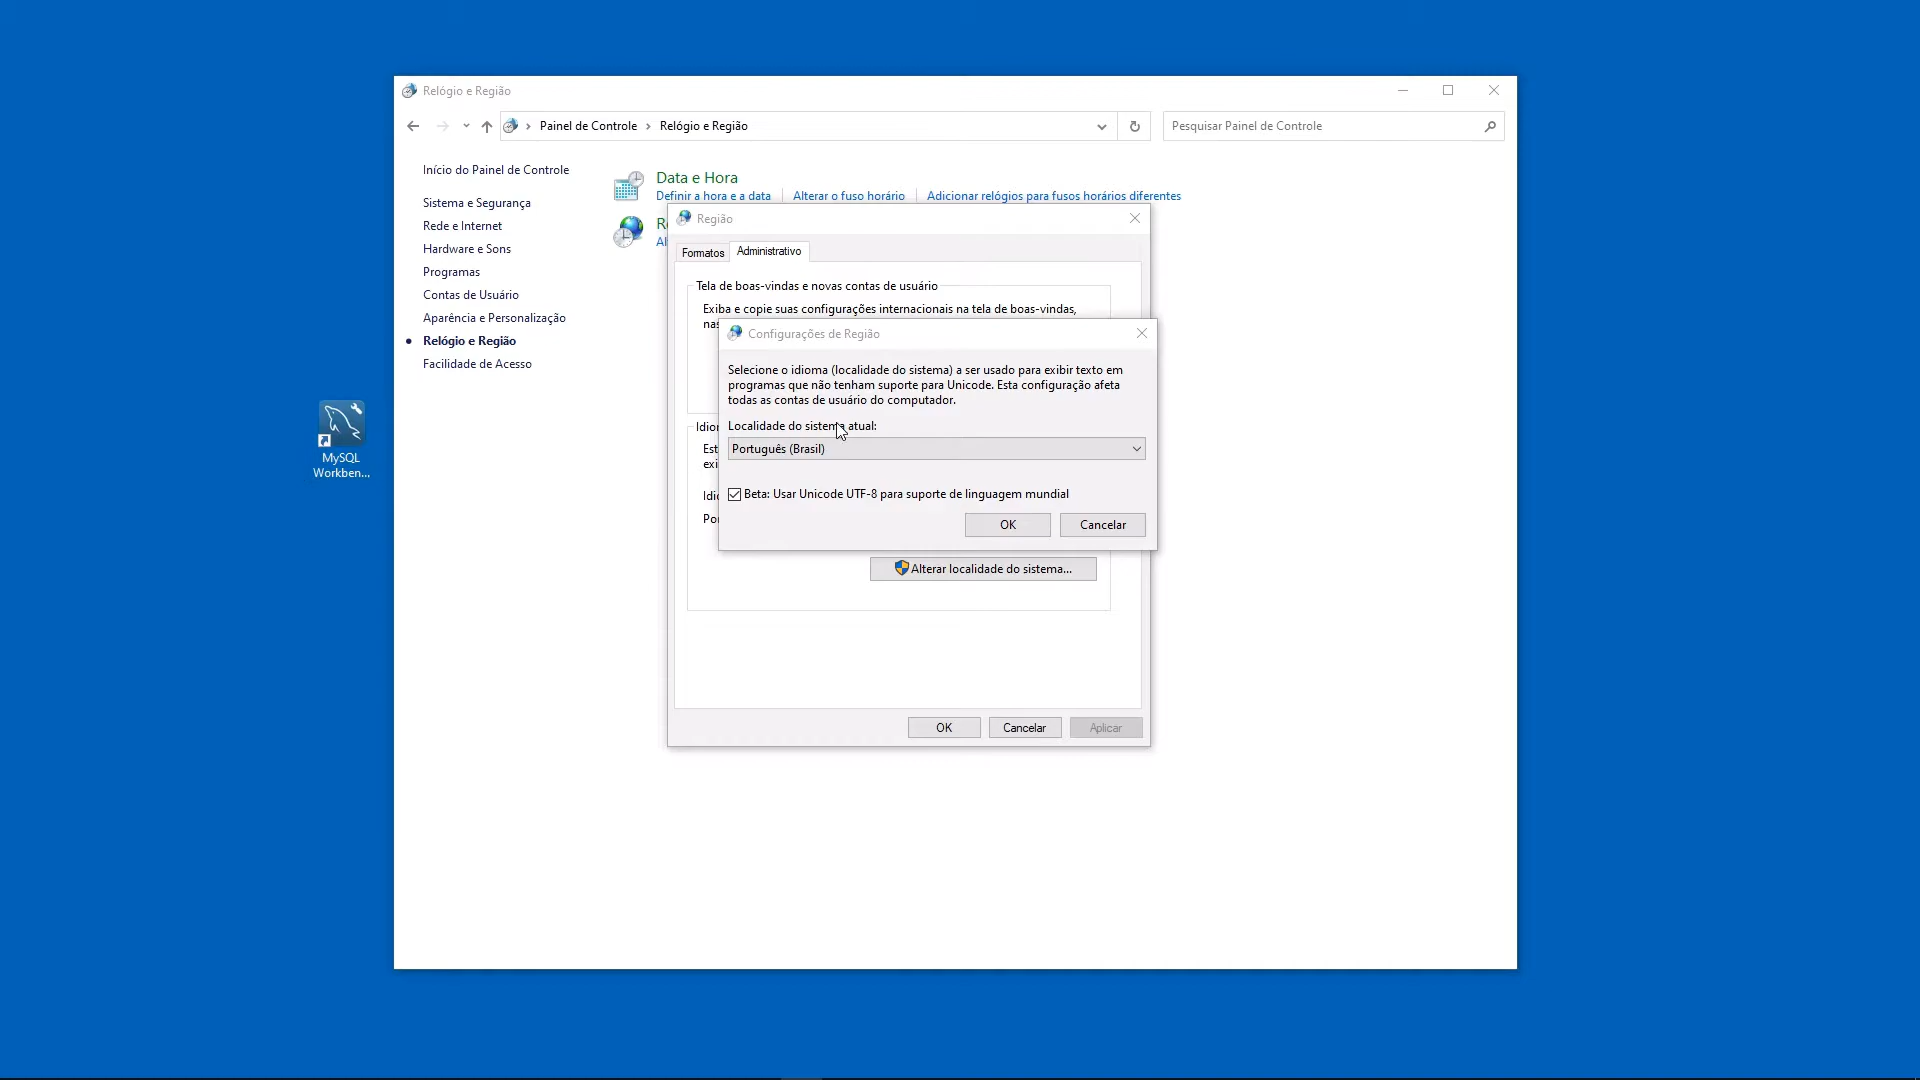 Relógio e Região
Painel de Controle
Relógio e Região
Pesquisar Painel de Controle
Início do Painel de Controle
Sistema e Segurança
Rede e Internet
Hardware e Sons
Programas
Contas de Usuário
Aparência e Personalização
Relógio e Região
Facilidade de Acesso
Data e Hora
Definir a hora e a data
Alterar o fuso horário
Adicionar relógios para fusos horários diferentes
Região
Formatos
Administrativo
Tela de boas-vindas e novas contas de usuário
Exiba e copie suas configurações internacionais na tela de boas-vindas,
Configurações de Região
Selecione o idioma (localidade do sistema) a ser usado para exibir texto em
programas que não tenham suporte para Unicode. Esta configuração afeta
todas as contas de usuário do computador.
Localidade do sistema atual:
Português (Brasil)
Beta: Usar Unicode UTF-8 para suporte de linguagem mundial
OK
Cancelar
Alterar localidade do sistema...
OK
Cancelar
Aplicar
MySQL
Workben...